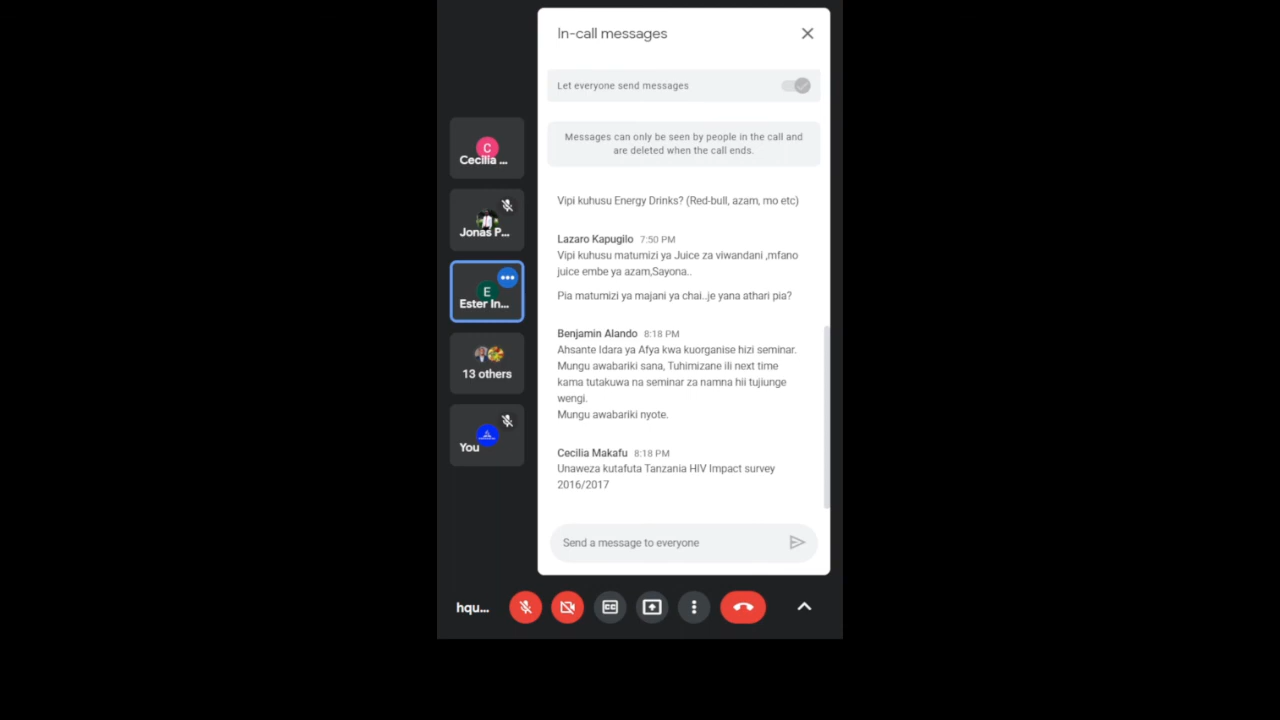 In-call messages
Let everyone send messages
Messages can only be seen by people in the call and
are deleted when the call ends.
Vipi kuhusu Energy Drinks? (Red-bull, azam, mo etc)
Lazaro Kapugilo 7:50 PM
Vipi kuhusu matumizi ya Juice za viwandani ,mfano
juice embe ya azam,Sayona..
Pia matumizi ya majani ya chai..je yana athari pia?
Benjamin Alando 8:18 PM
Ahsante Idara ya Afya kwa kuorganise hizi seminar.
Mungu awabariki sana, Tuhimizane ili next time
kama tutakuwa na seminar za namna hii tujiunge
wengi.
Mungu awabariki nyote.
Cecilia Makafu 8:18 PM
Unaweza kutafuta Tanzania HIV Impact survey
2016/2017
Send a message to everyone
C
Cecilia ...
Jonas P...
E
Ester In...
13 others
You
hqu...
CC